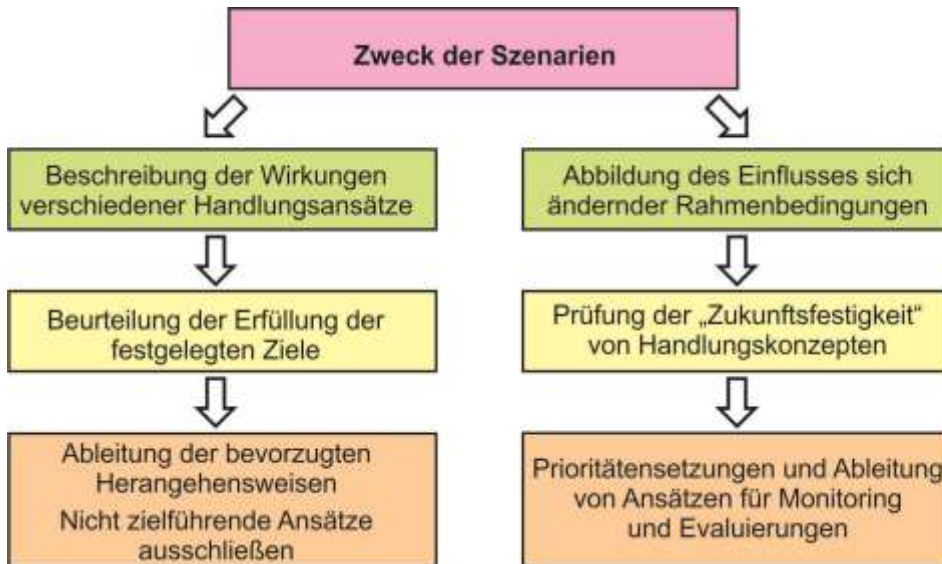 Zweck der Szenarien
Beschreibung der Wirkungen
verschiedener Handlungsansätze
Beurteilung der Erfüllung der
festgelegten Ziele
Ableitung der bevorzugten
Herangehensweisen
Nicht zielführende Ansätze
ausschließen
Abbildung des Einflusses sich
ändernder Rahmenbedingungen
Prüfung der „Zukunftsfestigkeit“
von Handlungskonzepten
Prioritätensetzungen und Ableitung
von Ansätzen für Monitoring
und Evaluierungen